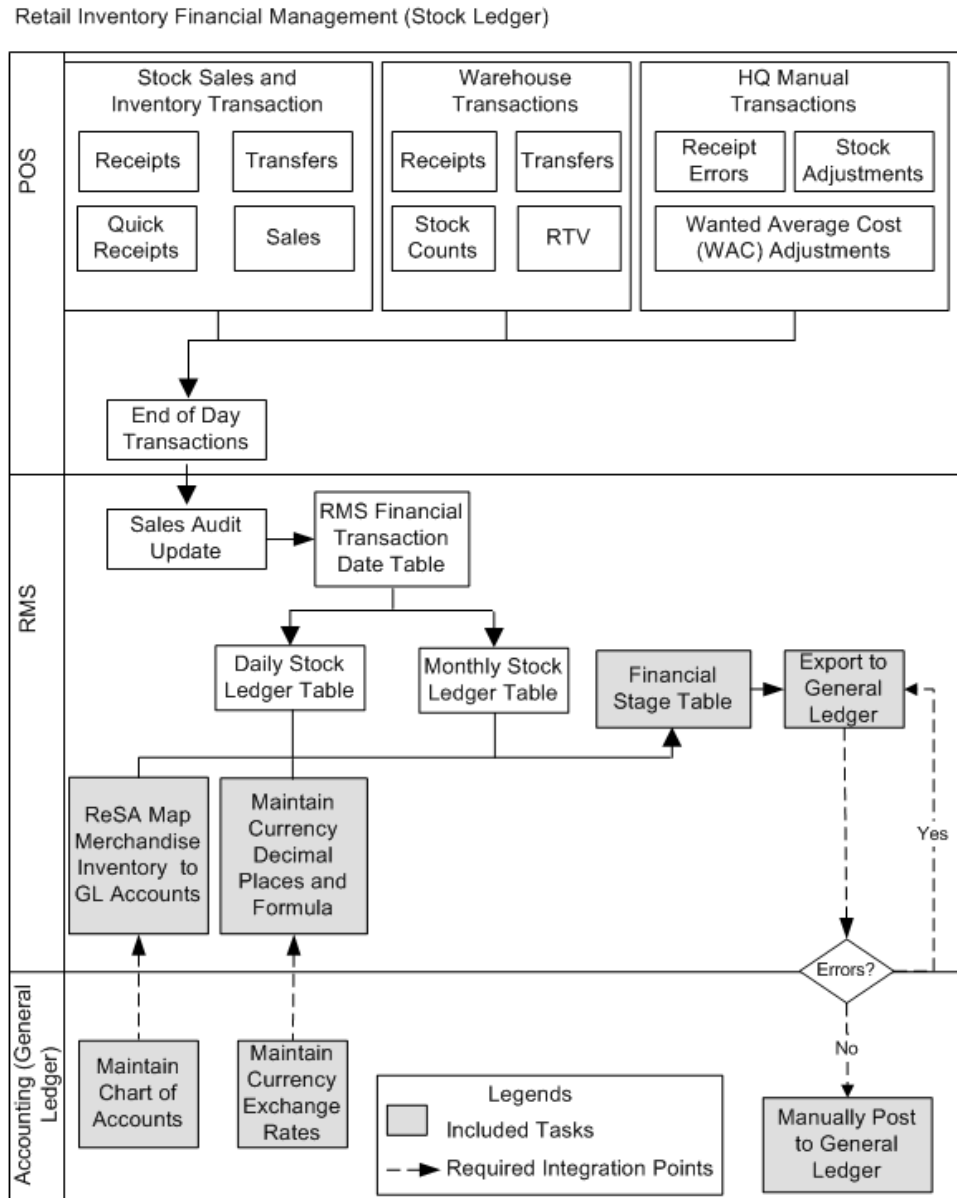 Retail Inventory Financial Management (Stock Ledger)
POS
Stock Sales and
Inventory Transaction
Receipts
Transfers
Quick
Receipts
Sales
Warehouse
Transactions
Receipts
Transfers
Stock
Counts
RTV
HQ Manual
Transactions
Receipt
Errors
Stock
Adjustments
Wanted Average Cost
(WAC) Adjustments
End of Day
Transactions
RMS
Sales Audit
Update
RMS Financial
Transaction
Date Table
Daily Stock
Ledger Table
Monthly Stock
Ledger Table
Financial
Stage Table
Export to
General
Ledger
ReSA Map
Merchandise
Inventory to
GL Accounts
Maintain
Currency
Decimal
Places and
Formula
Yes
Errors?
No
Accounting (General
Ledger)
Maintain
Chart of
Accounts
Maintain
Currency
Exchange
Rates
Legends
Included Tasks
Required Integration Points
Manually Post
to General
Ledger